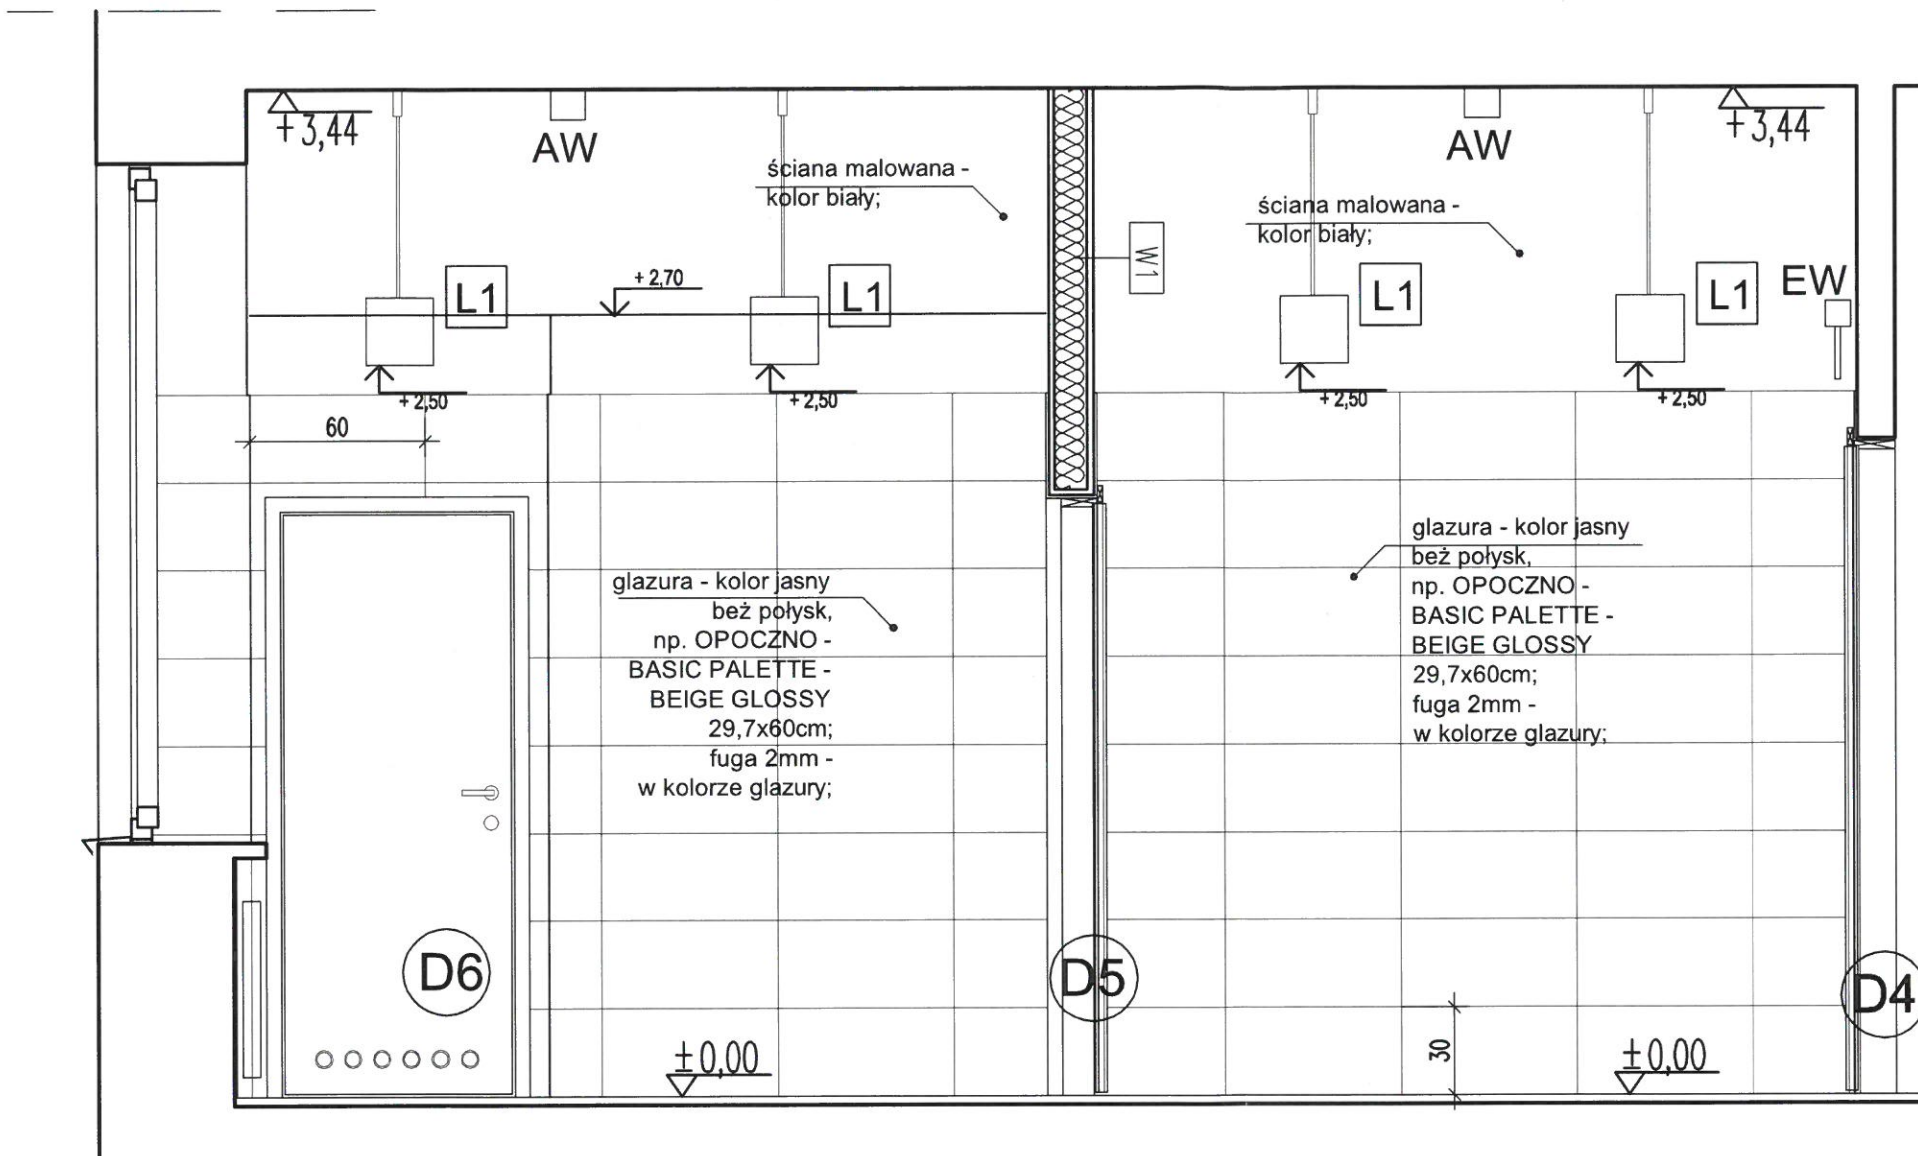 +3,44
AW
ściana malowana -
kolor biały;
L1
+2,70
L1
+2,50
+2,50
60
glazura - kolor jasny
beż połysk,
np. OPOCZNO -
BASIC PALETTE -
BEIGE GLOSSY
29,7x60cm;
fuga 2mm -
w kolorze glazury;
D6
±0,00
W1
AW
+3,44
ściana malowana -
kolor biały;
L1
L1
EW
+2,50
+2,50
glazura - kolor jasny
beż połysk,
np. OPOCZNO -
BASIC PALETTE -
BEIGE GLOSSY
29,7x60cm;
fuga 2mm -
w kolorze glazury;
D5
30
±0,00
D4